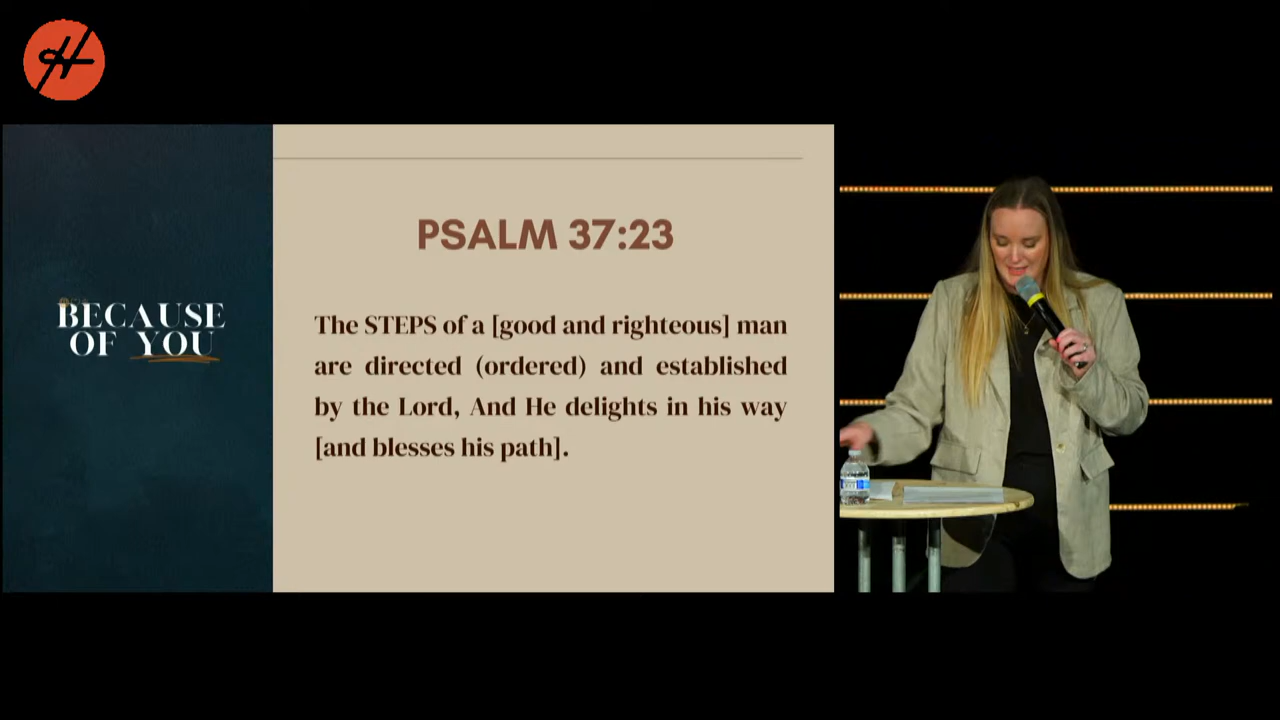 BECAUSE
OF YOU
PSALM 37:23
The STEPS of a [good and righteous] man
are directed (ordered) and established
by the Lord, And He delights in his way
[and blesses his path].